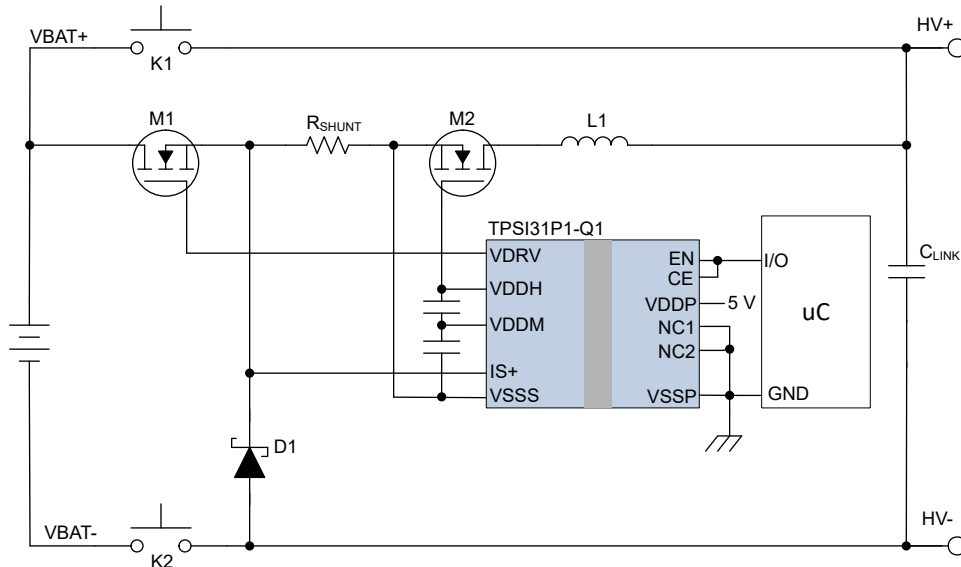 VBAT+
K1
HV+
M1
RSHUNT
M2
L1
TPSI31P1-Q1
VDRV
VDDH
VDDM
IS+
VSSS
EN
CE
VDDP
5 V
NC1
NC2
VSSP
I/O
uC
GND
CLINK
D1
VBAT-
K2
HV-